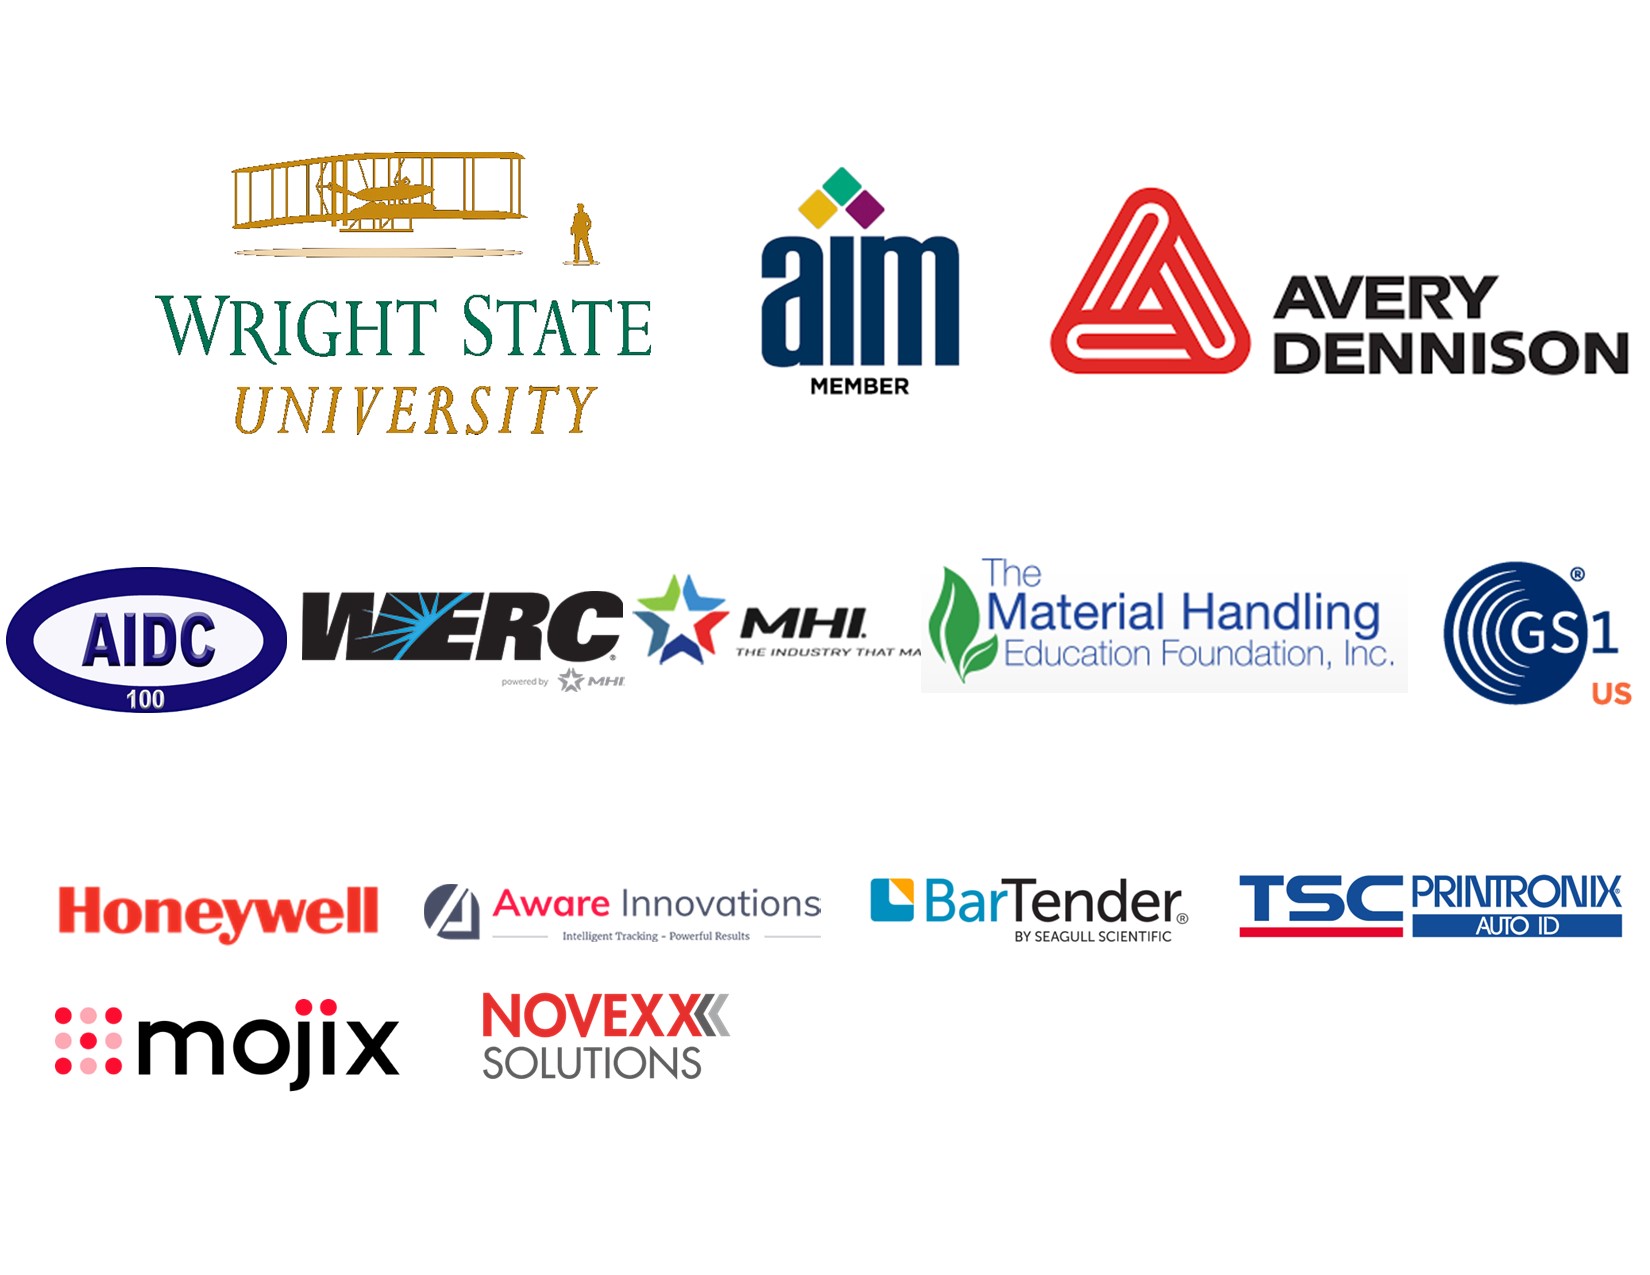 WRIGHT STATE
UNIVERSITY
aim
MEMBER
AVERY
DENNISON
AIDC
100
WERC®
powered by MHI
MHI.
THE INDUSTRY THAT MA
The
Material Handling
Education Foundation, Inc.
GS1®
US
Honeywell
Aware Innovations
Intelligent Tracking - Powerful Results
BarTender®
BY SEAGULL SCIENTIFIC
TSC
PRINTRONIX®
AUTO ID
mojix
NOVEXX
SOLUTIONS